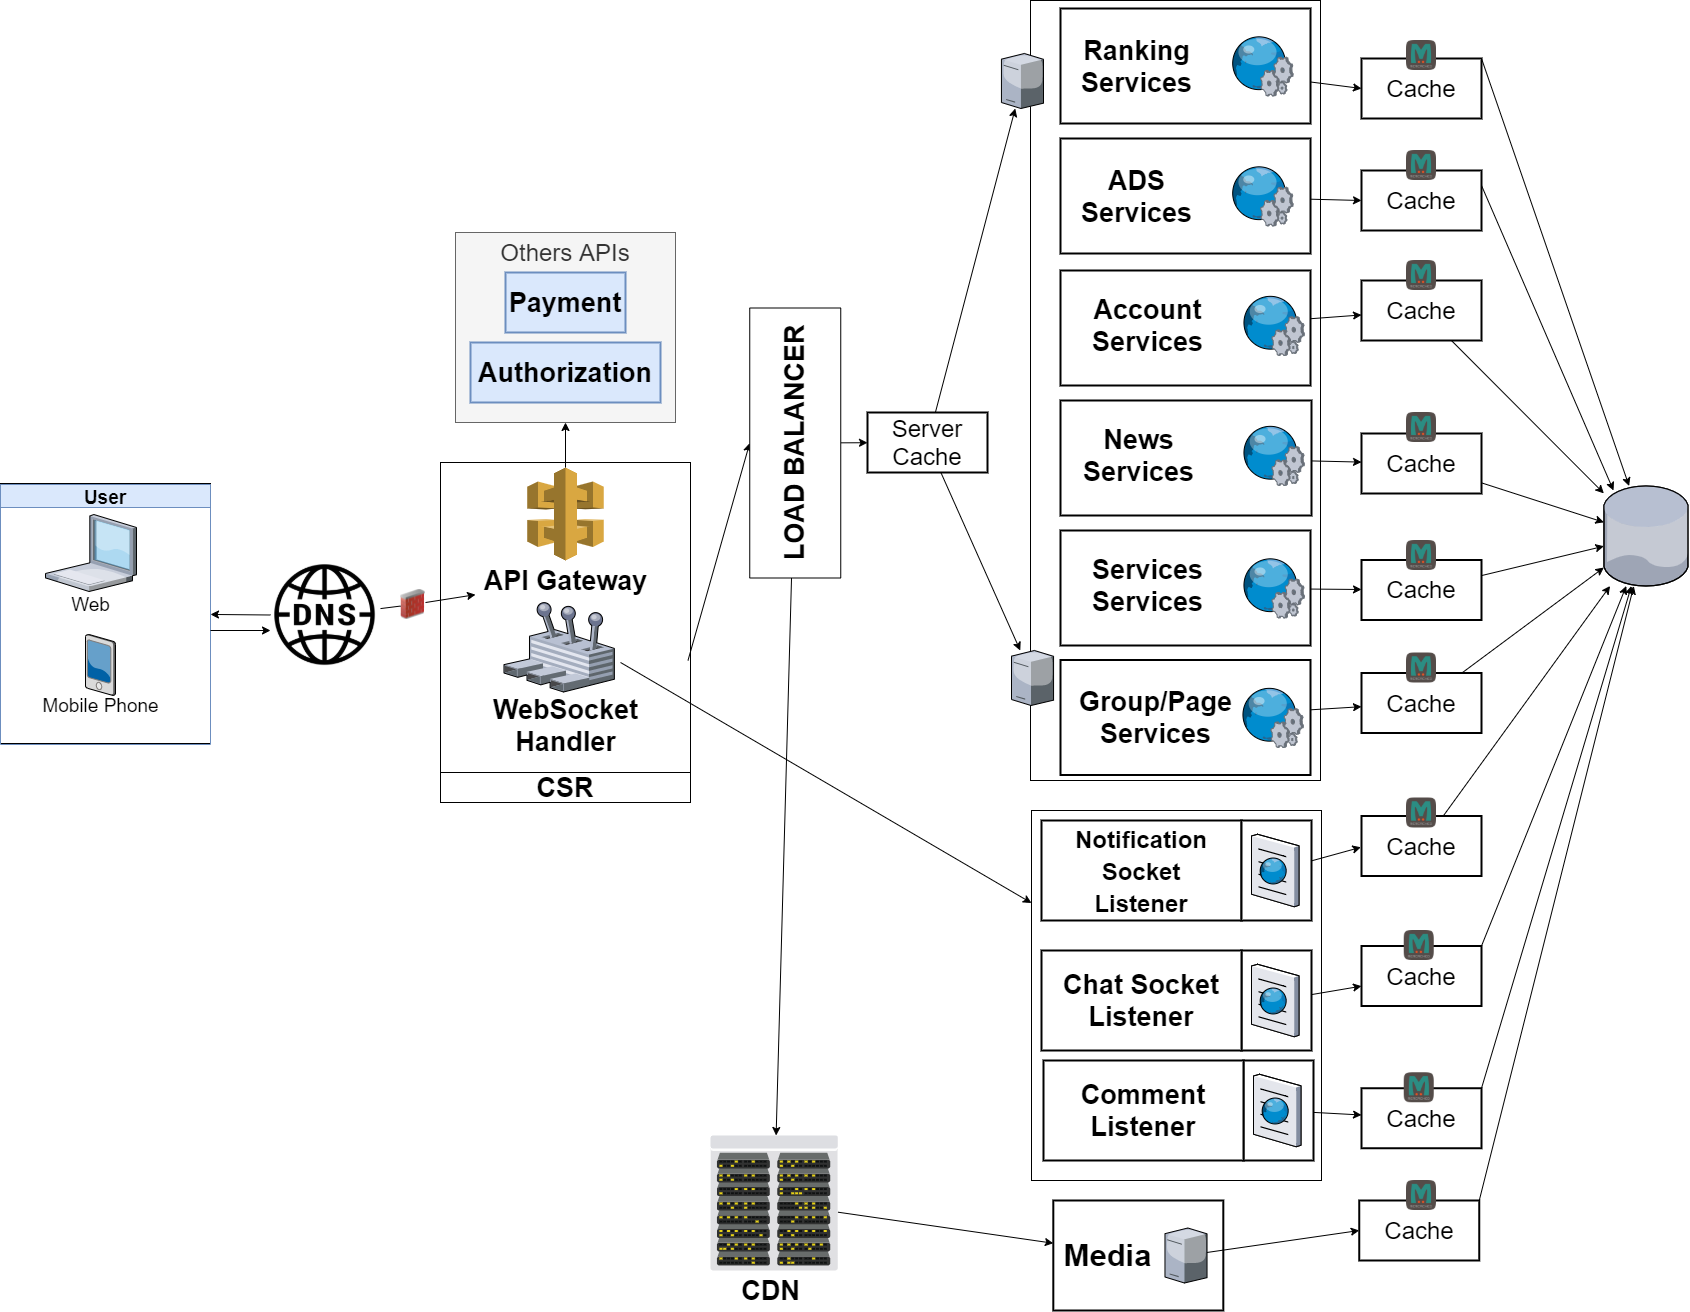 User
Web
Mobile Phone
DNS
Others APIs
Payment
Authorization
API Gateway
WebSocket
Handler
CSR
LOAD BALANCER
Server
Cache
CDN
Ranking
Services
ADS
Services
Account
Services
News
Services
Services
Services
Group/Page
Services
Notification
Socket
Listener
Chat Socket
Listener
Comment
Listener
Media
M
Cache
M
Cache
M
Cache
M
Cache
M
Cache
M
Cache
M
Cache
M
Cache
M
Cache
M
Cache